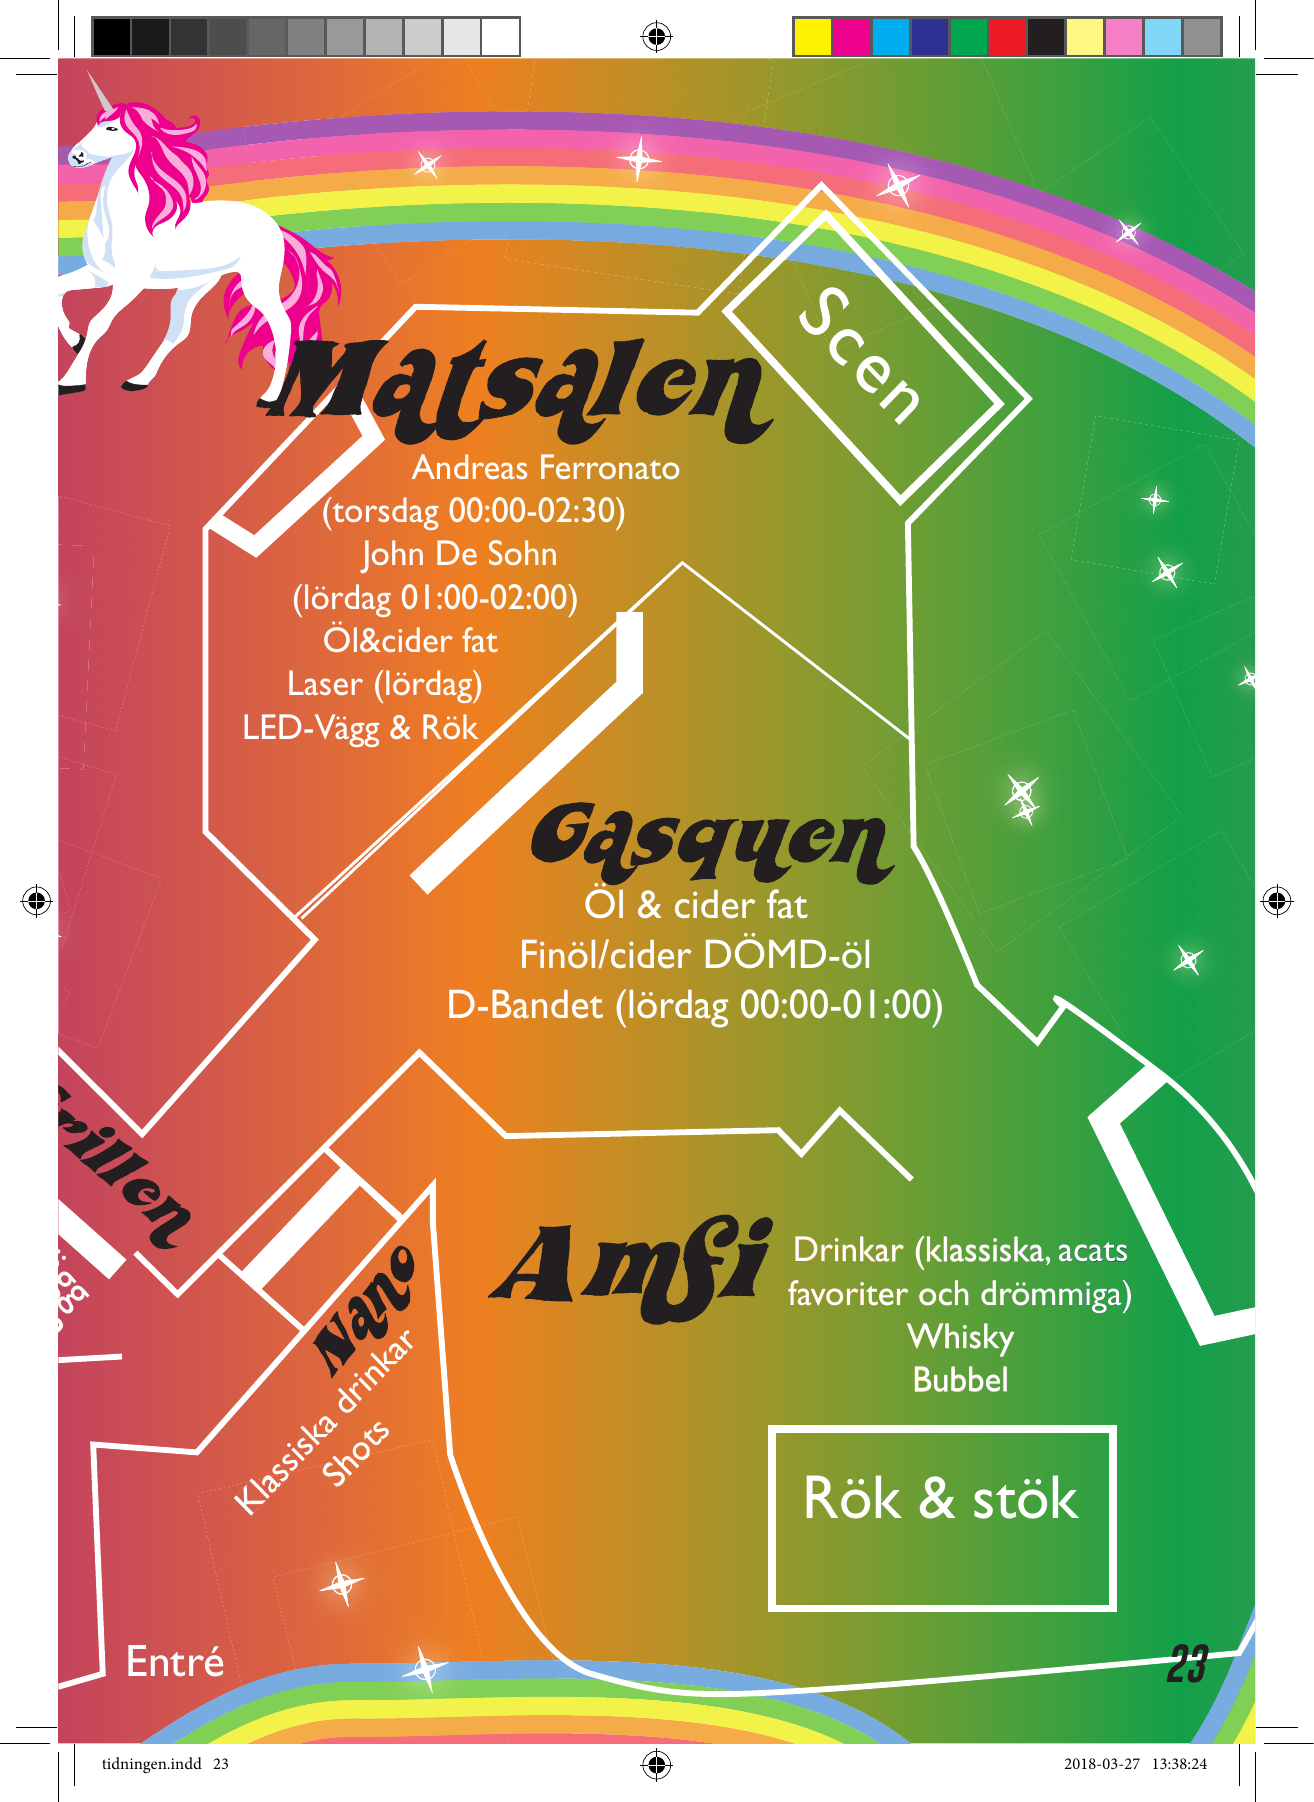 Scen
Matsalen
Andreas Ferronato
(torsdag 00:00-02:30)
John De Sohn
(lördag 01:00-02:00)
Öl&cider fat
Laser (lördag)
LED-Vägg & Rök
Gasquen
Öl & cider fat
Finöl/cider DÖMD-öl
D-Bandet (lördag 00:00-01:00)
rillen
Nano
Klassiska drinkar
Shots
Amfi
Drinkar (klassiska, acats
favoriter och drömmiga)
Whisky
Bubbel
Rök & stök
Entré
23
tidningen.indd 23
2018-03-27 13:38:24